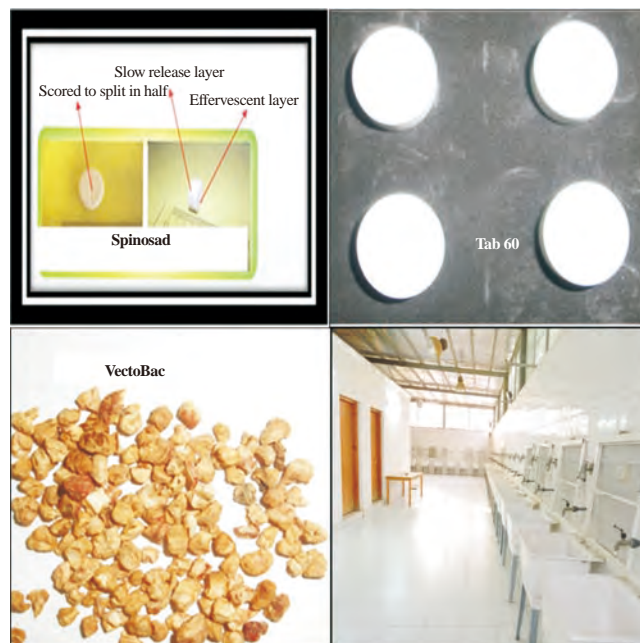 Slow release layer
Scored to split in half
Effervescent layer
Spinosad
Tab 60
VectoBac